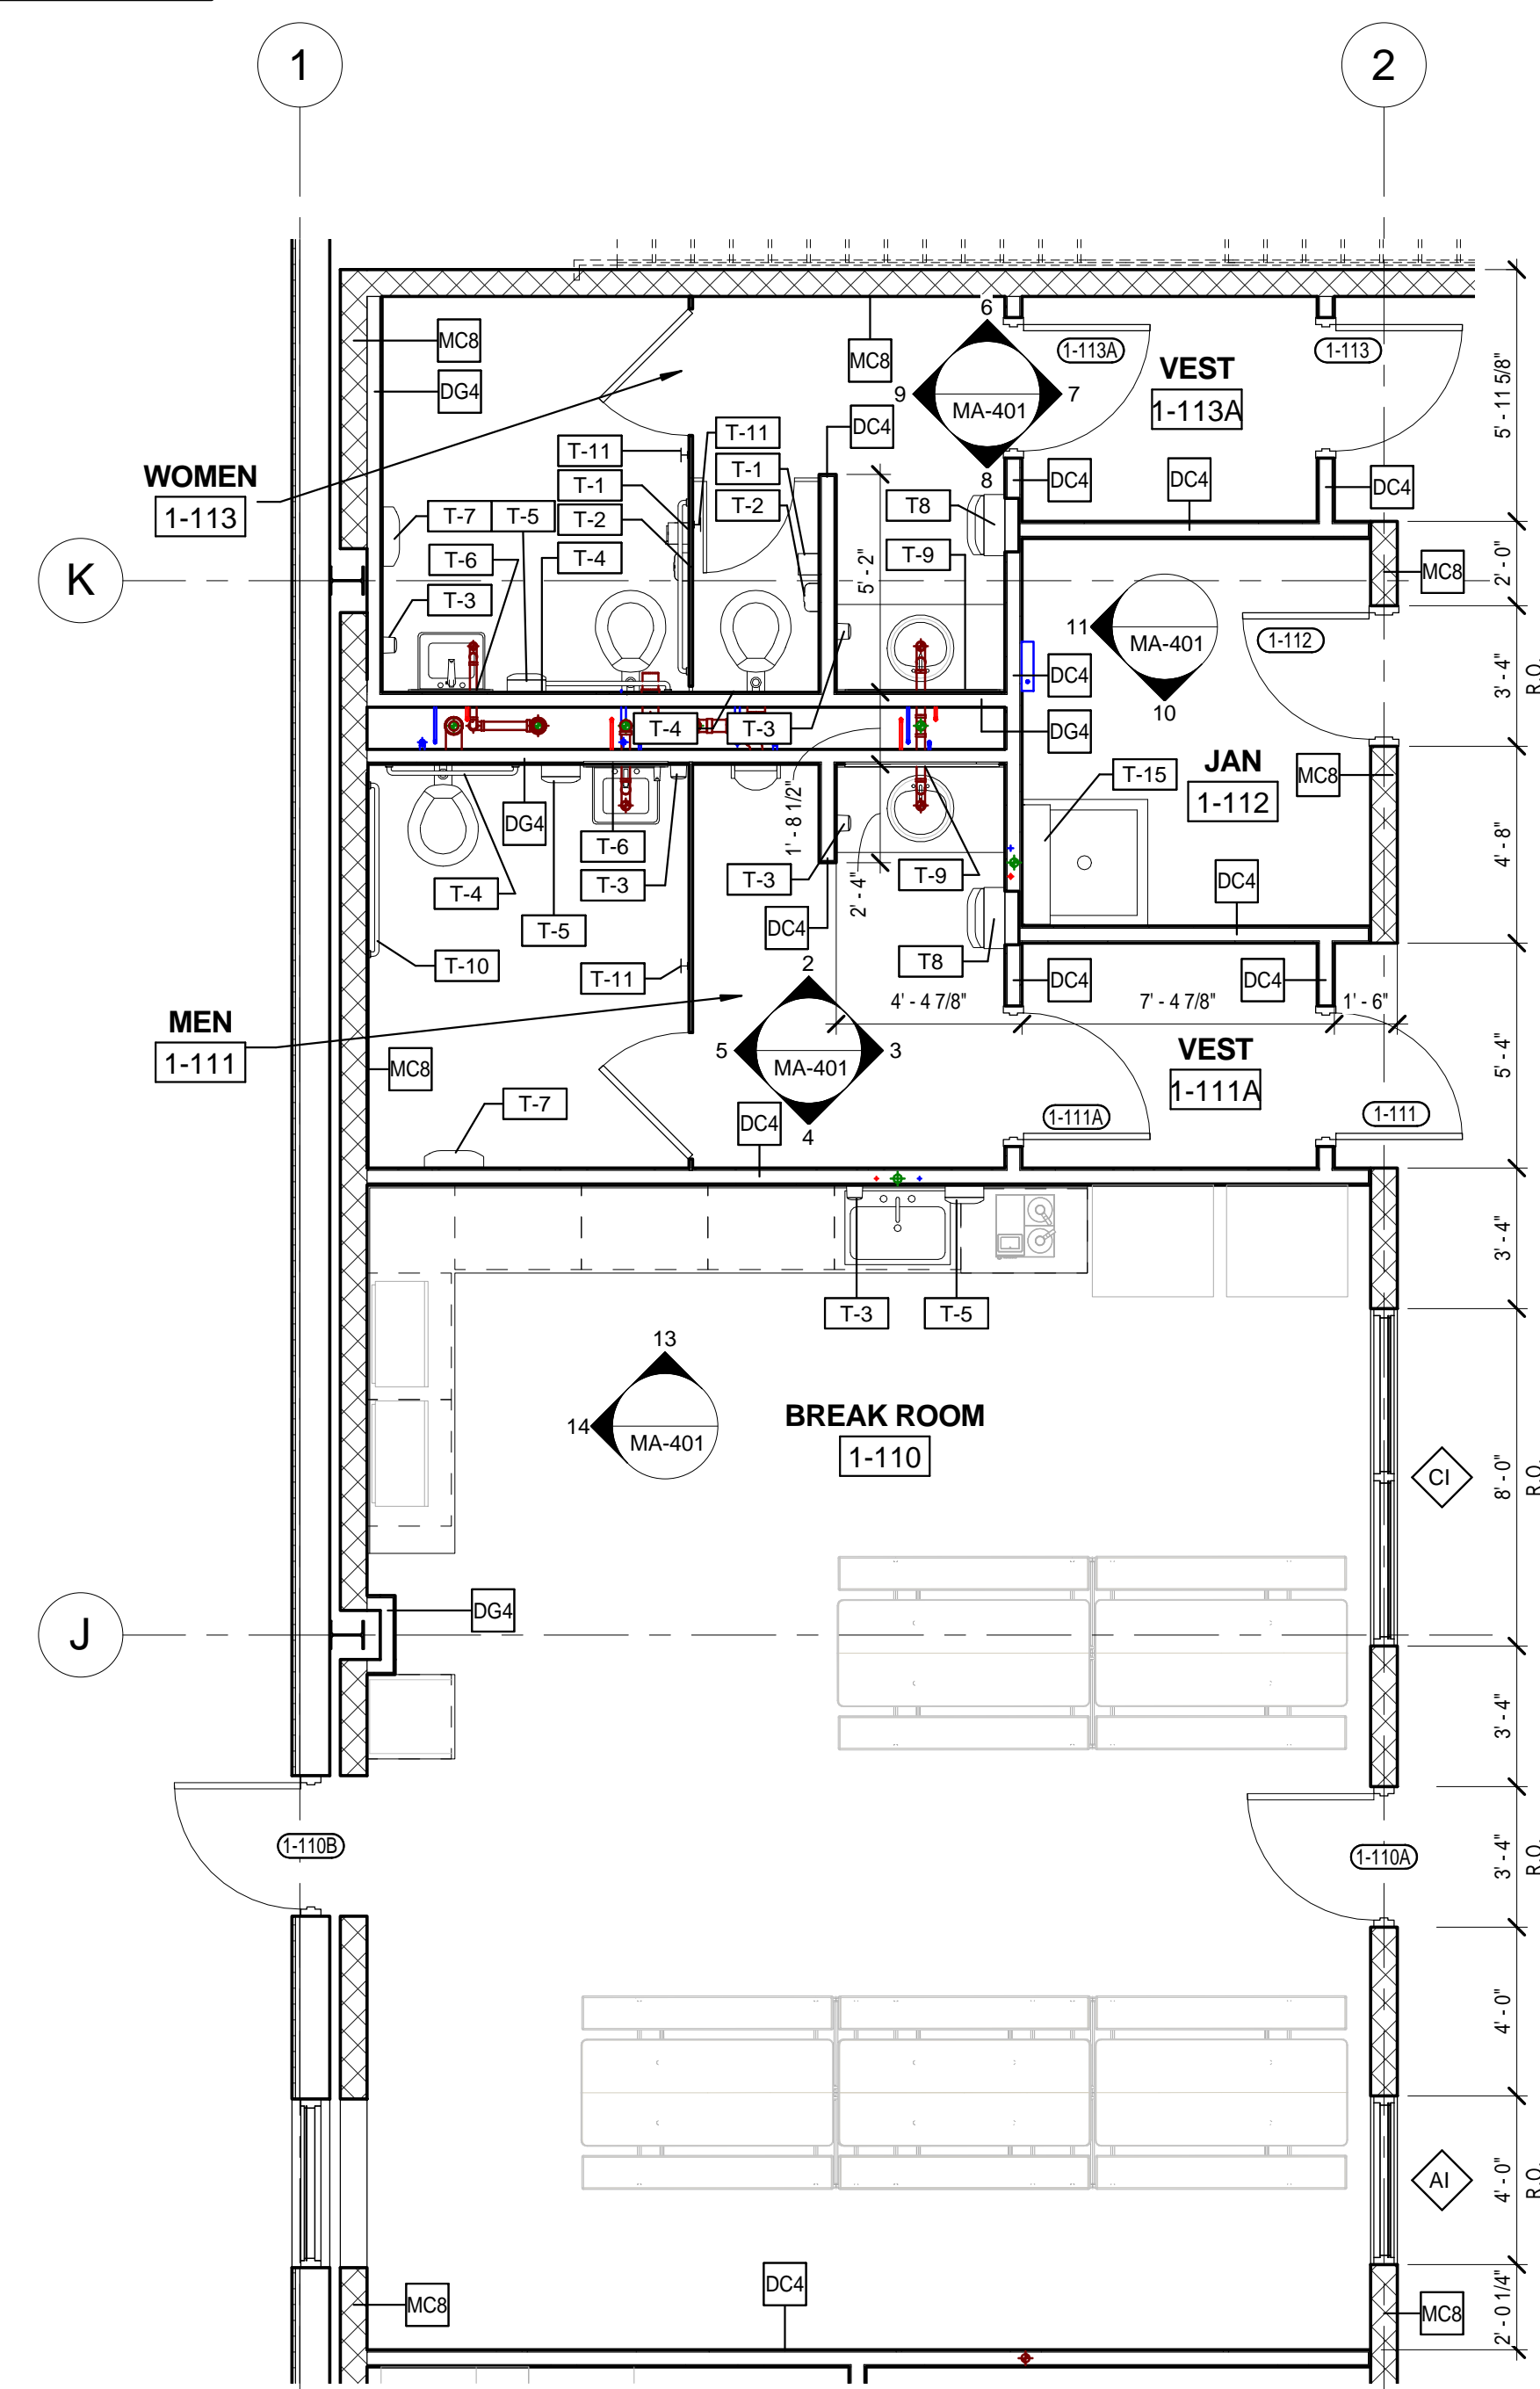 1
2
6
MC8
MC8
1-113A
VEST
1-113
9
MA-401
7
1-113A
5' - 11 5/8"
DG4
DC4
T-11
T-11
T-1
8
WOMEN
1-113
T-1
T-2
DC4
DC4
DC4
T-7
T-5
T-2
T8
T-6
T-4
5' - 2"
T-9
K
MC8
2' - 0"
T-3
11
MA-401
1-112
DC4
3' - 4"
R.O.
10
T-4
T-3
DG4
JAN
1-112
T-15
MC8
DG4
1' - 8 1/2"
T-6
T-3
T-3
T-9
4' - 8"
T-4
2' - 4"
DC4
T-5
DC4
T-10
T-11
2
T8
DC4
DC4
4' - 4 7/8"
7' - 4 7/8"
1' - 6"
MEN
1-111
5
MA-401
3
VEST
1-111A
5' - 4"
MC8
T-7
DC4
4
1-111A
1-111
3' - 4"
T-3
T-5
13
14
MA-401
BREAK ROOM
1-110
CI
8' - 0"
R.O.
DG4
J
3' - 4"
1-110B
1-110A
3' - 4"
R.O.
4' - 0"
AI
4' - 0"
R.O.
MC8
DC4
MC8
2' - 0 1/4"